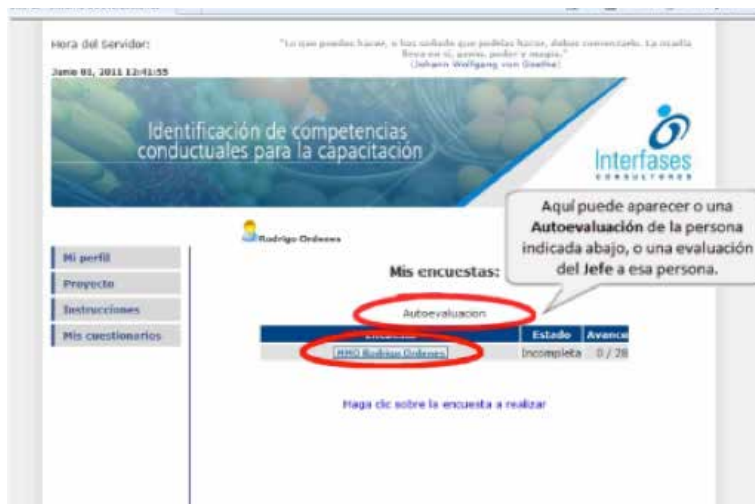 Hora del Servidor:
Junio 01, 2011 12:41:55
"Lo que puedas hacer, o has soñado que podrías hacer, debes comenzarlo. La osadía
lleva en sí, genio, poder y magia."
(Johann Wolfgang von Goethe)
Identificación de competencias
conductuales para la capacitación
Interfases
CONSULTORES
Aquí puede aparecer o una
Autoevaluación de la persona
indicada abajo, o una evaluación
del Jefe a esa persona.
Rodrigo Ordenes
Mi perfil
Proyecto
Instrucciones
Mis cuestionarios
Mis encuestas:
Autoevaluacion
Estado Avance
MMO Rodrigo Ordenes Incompleta 0 / 28
Haga clic sobre la encuesta a realizar